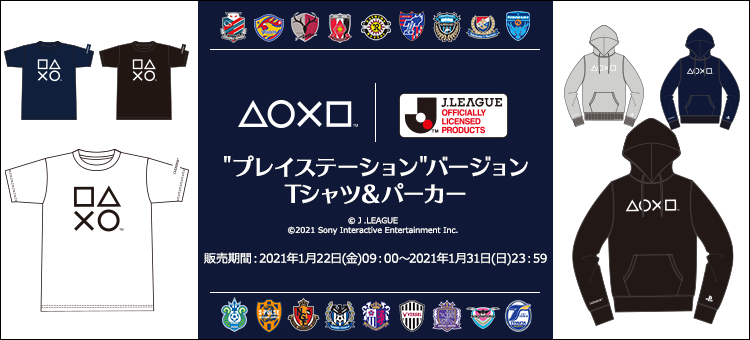 J.LEAGUE
OFFICIALLY
LICENSED
PRODUCTS
"プレイステーション"バージョン
Tシャツ&パーカー
© J.LEAGUE
©2021 Sony Interactive Entertainment Inc.
販売期間：2021年1月22日(金)09：00～2021年1月31日(日)23：59